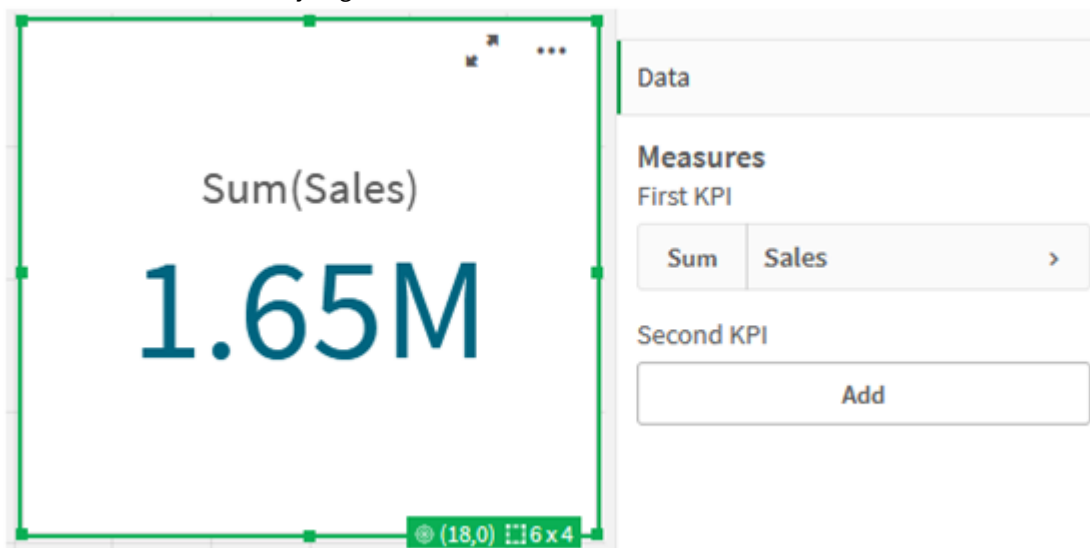 Sum(Sales)
1.65M
(18,0) 6 x 4
Data
Measures
First KPI
Sum Sales
Second KPI
Add